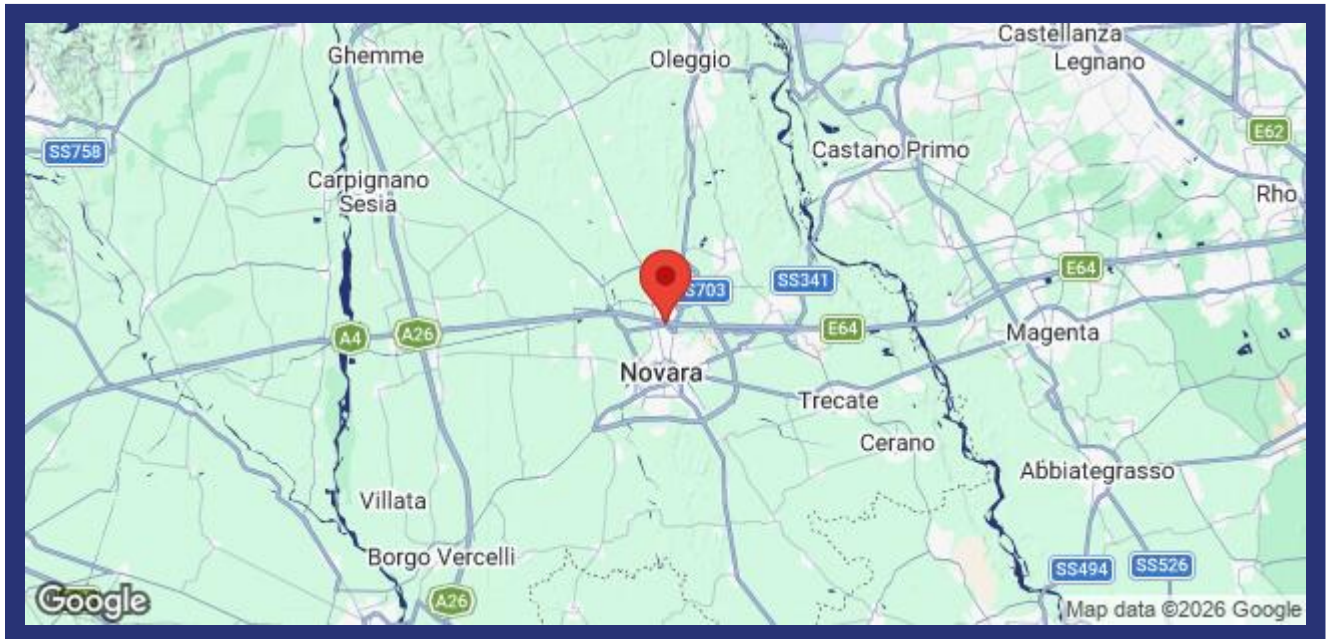 Ghemme
Oleggio
Castellanza
Legnano
SS758
E62
Castano Primo
Carpignano
Sesia
Rho
E64
SS341
A4
A26
E64
Magenta
Novara
Trecate
Cerano
Abbiategrasso
Villata
Borgo Vercelli
SS494
SS526
A26
Google
Map data ©2026 Google